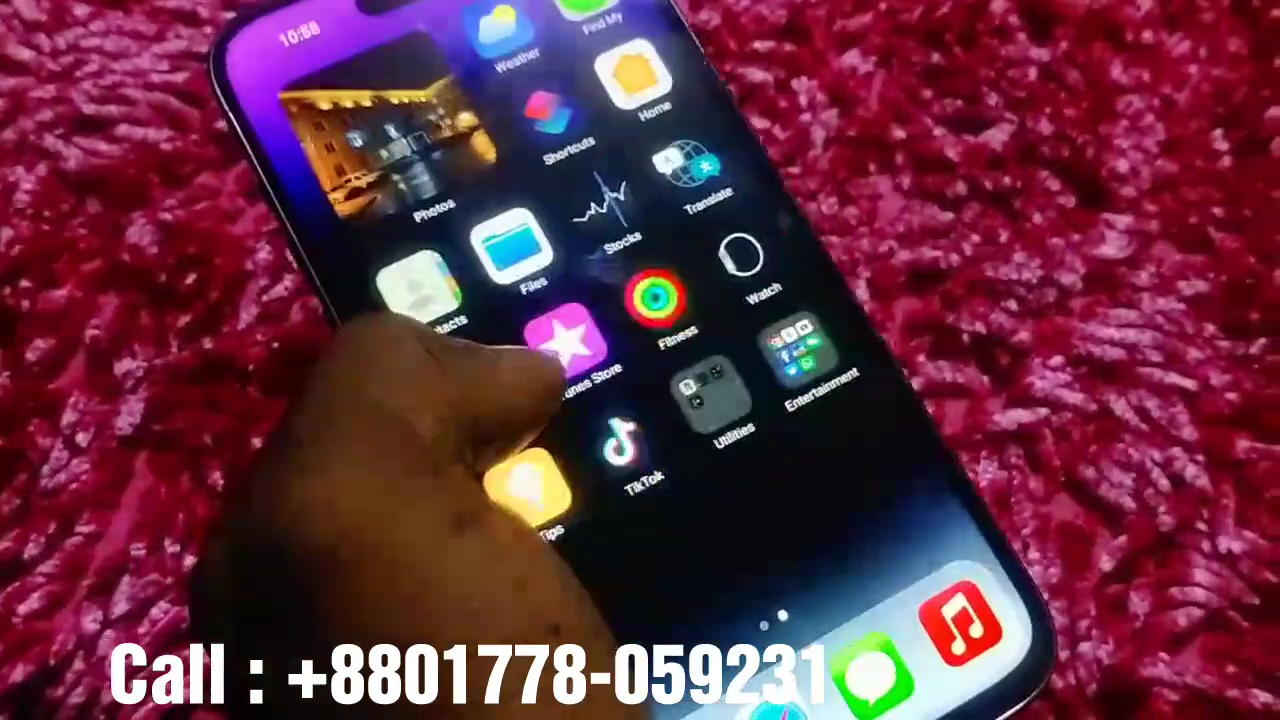 10:58
Weather
Find My
Photos
Shortcuts
Home
Files
Stocks
Translate
Fitness
Watch
Store
Utilities
Entertainment
Tips
TikTok
Call : +8801778-059231